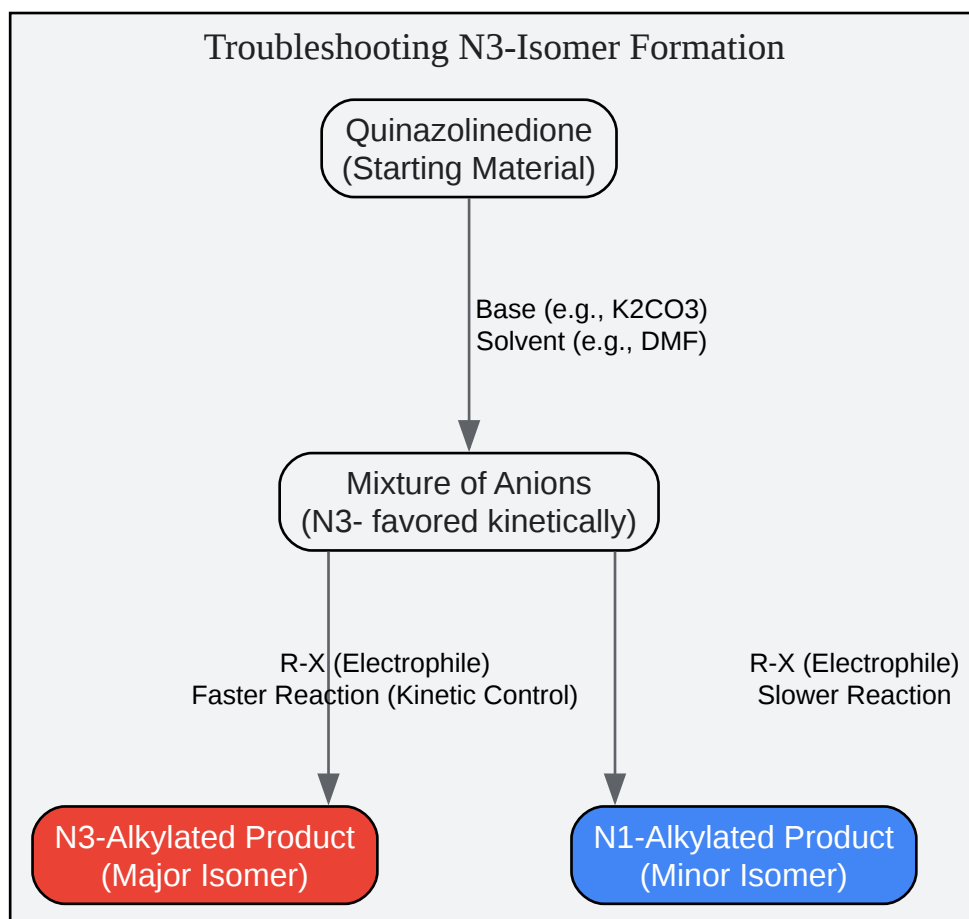 Troubleshooting N3-Isomer Formation
Quinazolinedione
(Starting Material)
Base (e.g., K2CO3)
Solvent (e.g., DMF)
Mixture of Anions
(N3- favored kinetically)
R-X (Electrophile)
Faster Reaction (Kinetic Control)
R-X (Electrophile)
Slower Reaction
N3-Alkylated Product
(Major Isomer)
N1-Alkylated Product
(Minor Isomer)